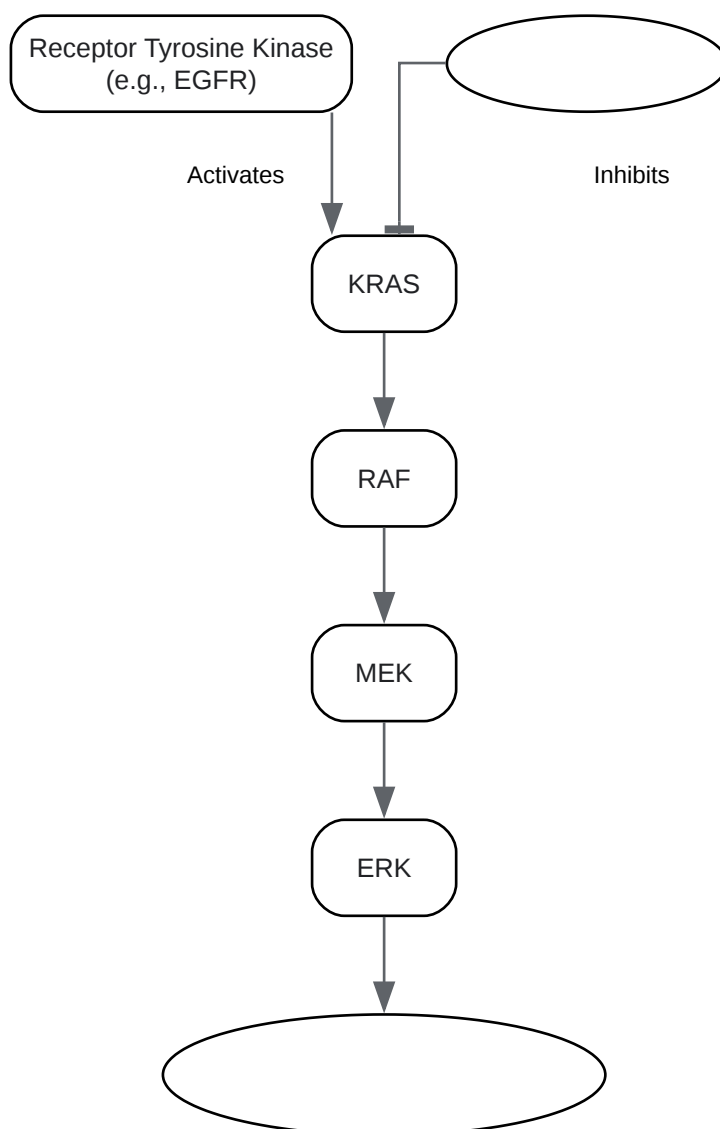 Receptor Tyrosine Kinase
(e.g., EGFR)
Activates
Inhibits
KRAS
RAF
MEK
ERK